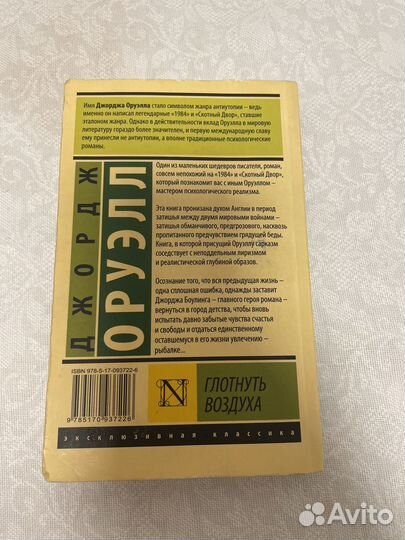 Имя Джорджа Оруэлла стало символом жанра антиутопии – ведь
именно он написал легендарные «1984» и «Скотный Двор», ставшие
эталоном жанра. Однако в действительности вклад Оруэлла в мировую
литературу гораздо более значителен, и первую международную славу
ему принесли не антиутопии, а вполне традиционные психологические
романы.
ДЖОРДЖ
ОРУЭЛЛ
Один из маленьких шедевров писателя, роман,
совсем непохожий на «1984» и «Скотный Двор»,
который познакомит вас с иным Оруэллом –
мастером психологического реализма.
Эта книга пронизана духом Англии в период
затишья между двумя мировыми войнами –
затишья обманчивого, предгрозового, насквозь
пропитанного предчувствием грядущей беды.
Книга, в которой присущий Оруэллу сарказм
соседствует с неподдельным лиризмом
и реалистической глубиной образов.
Осознание того, что вся предыдущая жизнь –
одна сплошная ошибка, однажды заставит
Джорджа Боулинга – главного героя романа –
вернуться в город детства, чтобы вновь
испытать давно забытые чувства счастья
и свободы и отдаться единственному
оставшемуся в его жизни увлечению –
рыбалке...
ISBN 978-5-17-093722-6
9 785170 937226
N
ГЛОТНУТЬ
ВОЗДУХА
эксклюзивная классика
Avito